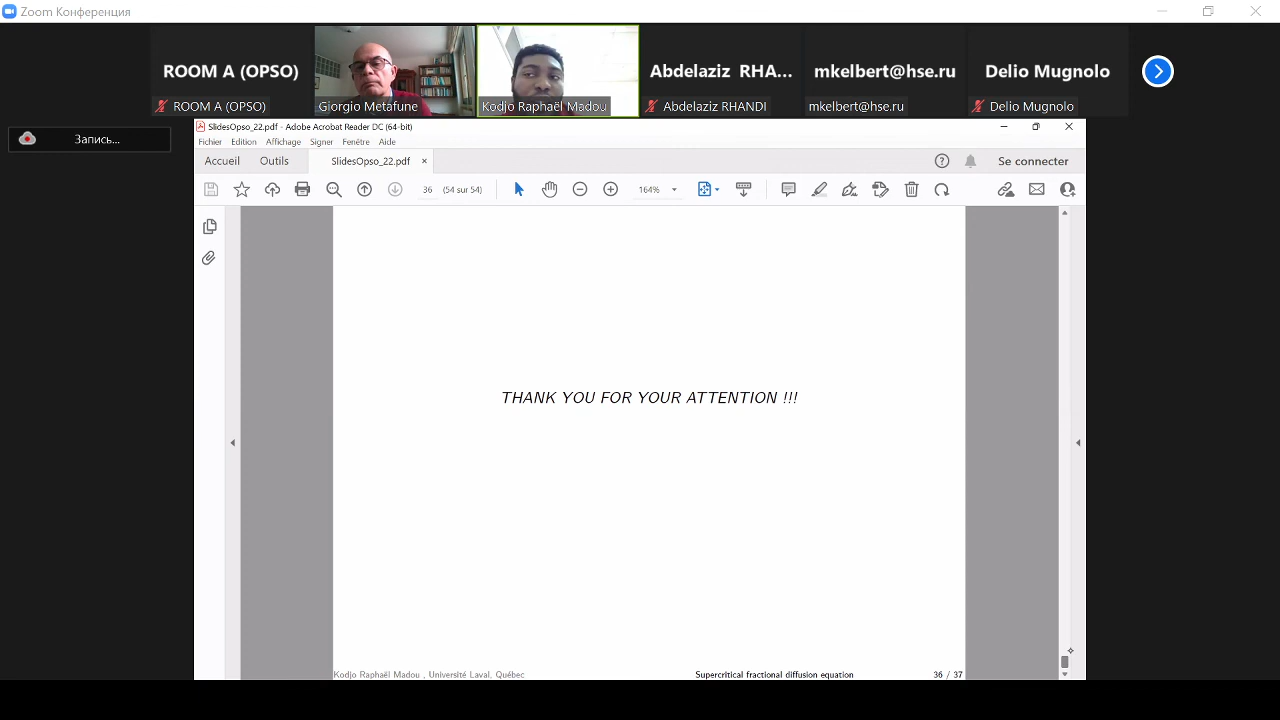 Zoom Конференция
ROOM A (OPSO)
ROOM A (OPSO)
Giorgio Metafune
Kodjo Raphaël Madou
Abdelaziz RHA...
Abdelaziz RHANDI
mkelbert@hse.ru
mkelbert@hse.ru
Delio Mugnolo
Delio Mugnolo
Запись...
SlidesOpso_22.pdf - Adobe Acrobat Reader DC (64-bit)
Fichier Edition Affichage Signer Fenêtre Aide
Accueil Outils SlidesOpso_22.pdf × Se connecter
36 (54 sur 54) 164%
THANK YOU FOR YOUR ATTENTION !!!
Kodjo Raphaël Madou , Université Laval, Québec Supercritical fractional diffusion equation 36 / 37